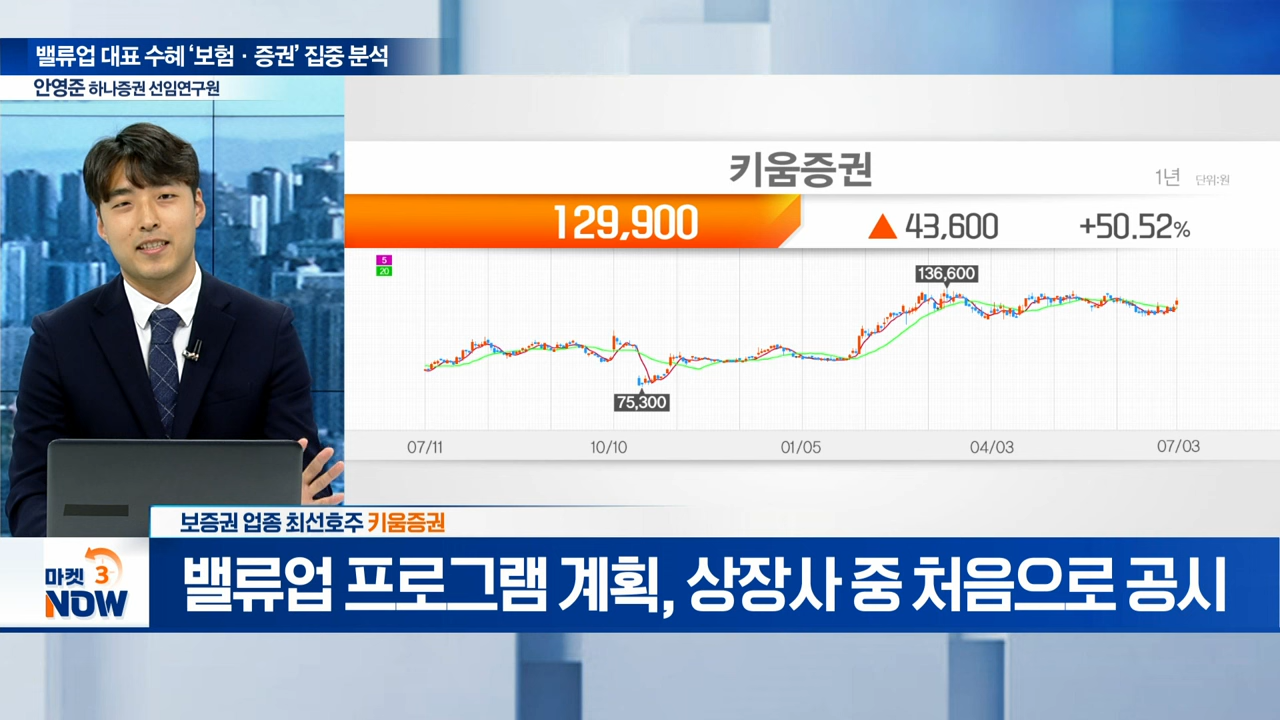 밸류업 대표 수혜 ‘보험 · 증권’ 집중 분석
안영준 하나증권 선임연구원
키움증권
1년 단위:원
129,900 ▲ 43,600 +50.52%
5
20
136,600
75,300
07/11 10/10 01/05 04/03 07/03
보증권 업종 최선호주 키움증권
마켓 3 NOW
밸류업 프로그램 계획, 상장사 중 처음으로 공시